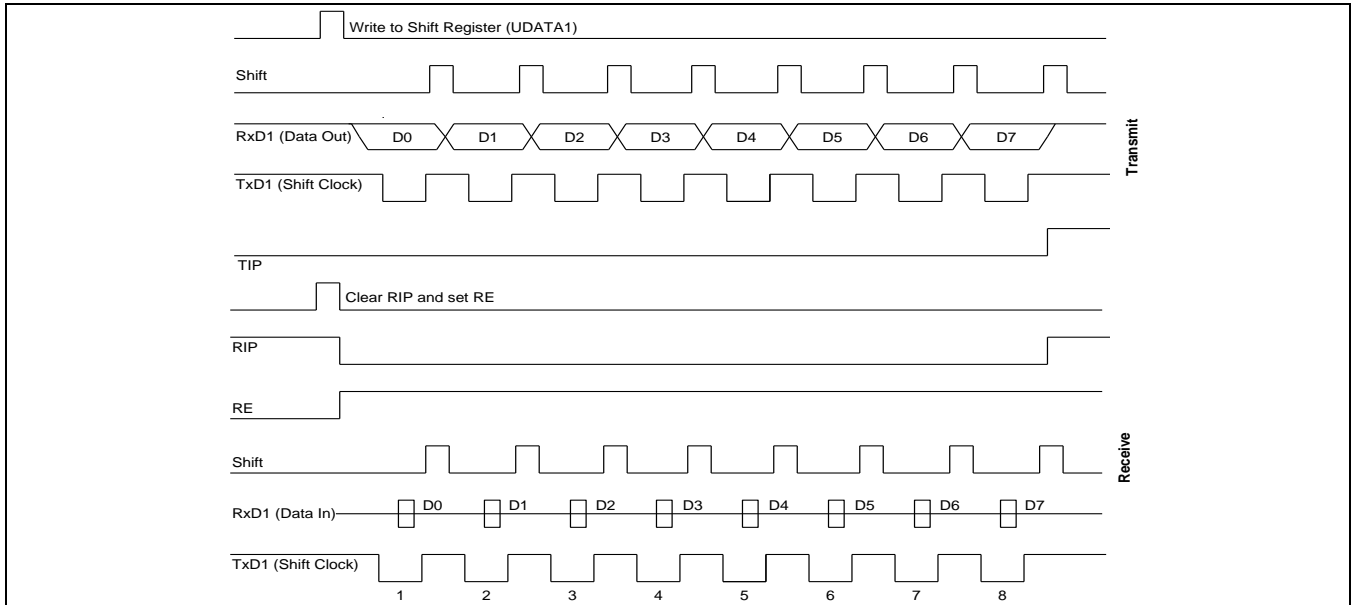 Write to Shift Register (UDATA1)
Shift
RxD1 (Data Out)
D0 D1 D2 D3 D4 D5 D6 D7
TxD1 (Shift Clock)
TIP
Transmit
Clear RIP and set RE
RIP
RE
Shift
RxD1 (Data In)
D0 D1 D2 D3 D4 D5 D6 D7
TxD1 (Shift Clock)
1 2 3 4 5 6 7 8
Receive